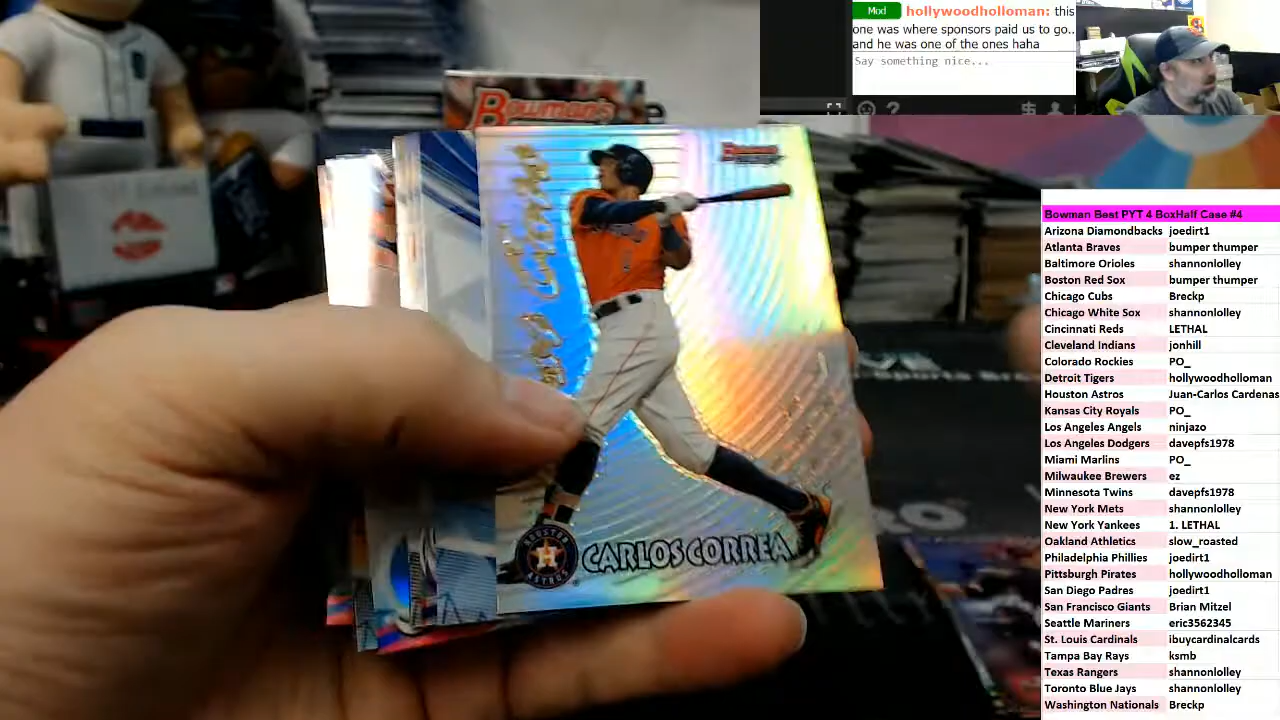 Mod hollywoodholloman: this
one was where sponsors paid us to go..
and he was one of the ones haha
Say something nice...
Bowman's
Bowman
HOUSTON
ASTROS
CARLOS CORREA
Bowman Best PYT 4 BoxHalf Case #4
Arizona Diamondbacks joedirt1
Atlanta Braves bumper thumper
Baltimore Orioles shannonlolley
Boston Red Sox bumper thumper
Chicago Cubs Breckp
Chicago White Sox shannonlolley
Cincinnati Reds LETHAL
Cleveland Indians jonhill
Colorado Rockies PO_
Detroit Tigers hollywoodholloman
Houston Astros Juan-Carlos Cardenas
Kansas City Royals PO_
Los Angeles Angels ninjazo
Los Angeles Dodgers davepfs1978
Miami Marlins PO_
Milwaukee Brewers ez
Minnesota Twins davepfs1978
New York Mets shannonlolley
New York Yankees 1. LETHAL
Oakland Athletics slow_roasted
Philadelphia Phillies joedirt1
Pittsburgh Pirates hollywoodholloman
San Diego Padres joedirt1
San Francisco Giants Brian Mitzel
Seattle Mariners eric3562345
St. Louis Cardinals ibuycardinalcards
Tampa Bay Rays ksmb
Texas Rangers shannonlolley
Toronto Blue Jays shannonlolley
Washington Nationals Breckp